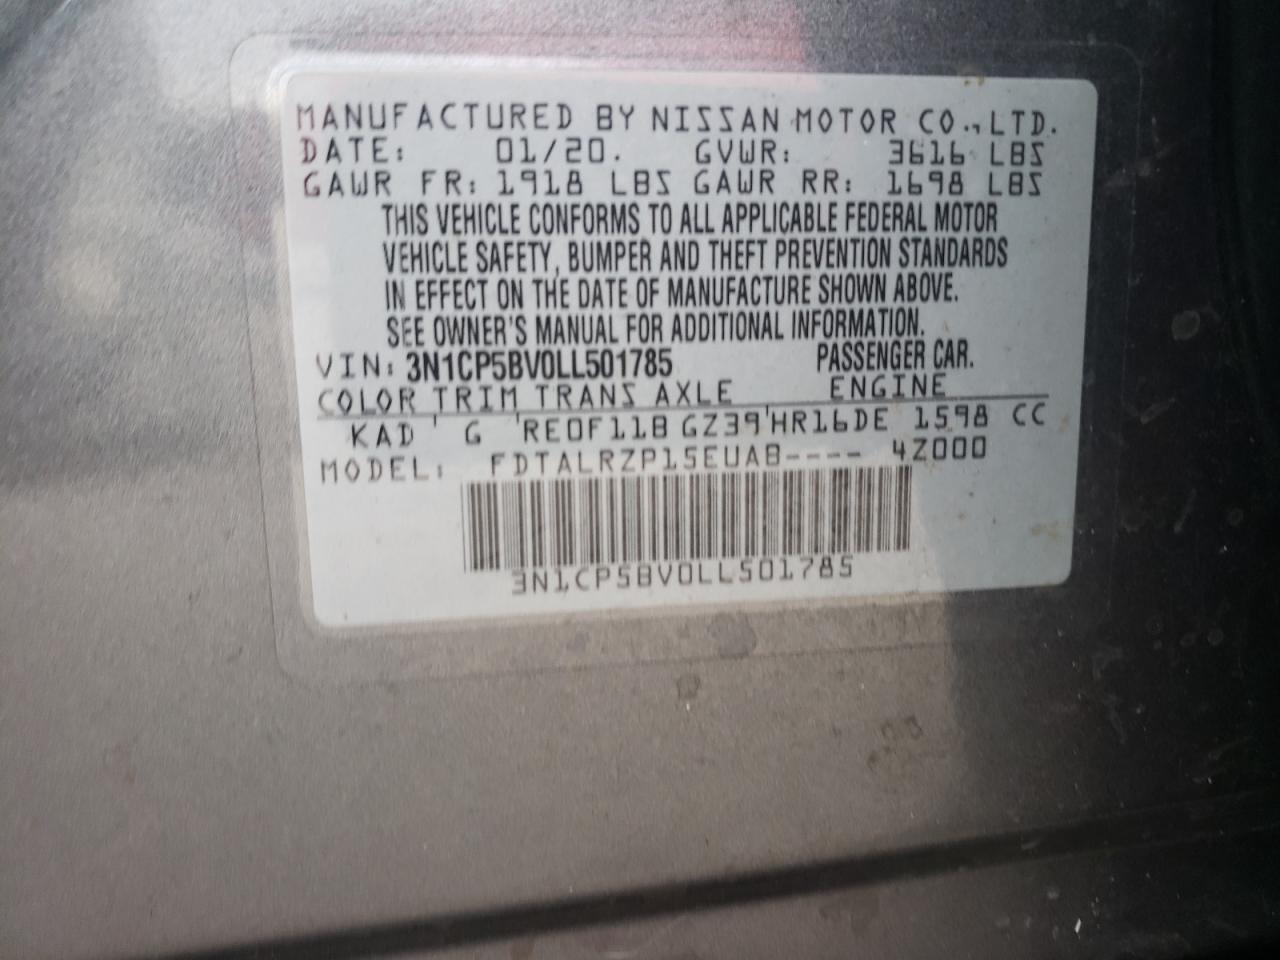 MANUFACTURED BY NISSAN MOTOR CO., LTD.
DATE: 01/20. GVWR: 3616 LBS
GAWR FR: 1918 LBS GAWR RR: 1698 LBS
THIS VEHICLE CONFORMS TO ALL APPLICABLE FEDERAL MOTOR
VEHICLE SAFETY, BUMPER AND THEFT PREVENTION STANDARDS
IN EFFECT ON THE DATE OF MANUFACTURE SHOWN ABOVE.
SEE OWNER'S MANUAL FOR ADDITIONAL INFORMATION.
VIN: 3N1CP5BV0LL501785 PASSENGER CAR.
COLOR TRIM TRANS AXLE ENGINE
KAD ' G 'RE0F11B GZ39'HR16DE 1598 CC
MODEL: FDTALRZP15EUAB---- 4Z000
3N1CP5BV0LL501785